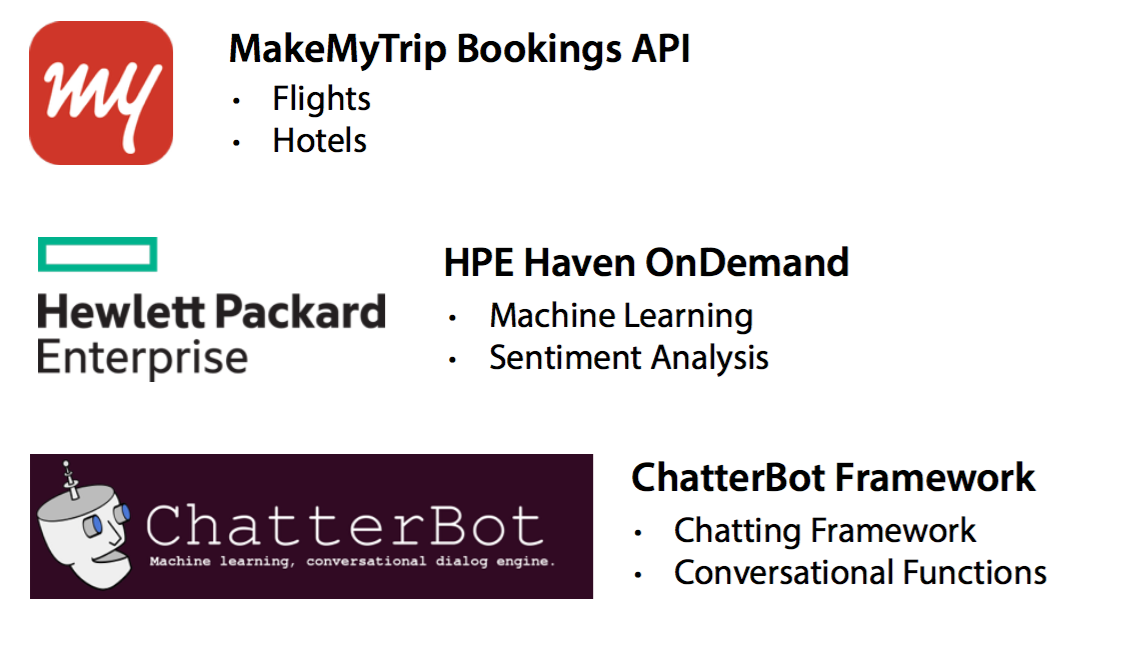 my
MakeMyTrip Bookings API
• Flights
• Hotels
Hewlett Packard
Enterprise
HPE Haven OnDemand
• Machine Learning
• Sentiment Analysis
ChatterBot
Machine learning, conversational dialog engine.
ChatterBot Framework
• Chatting Framework
• Conversational Functions